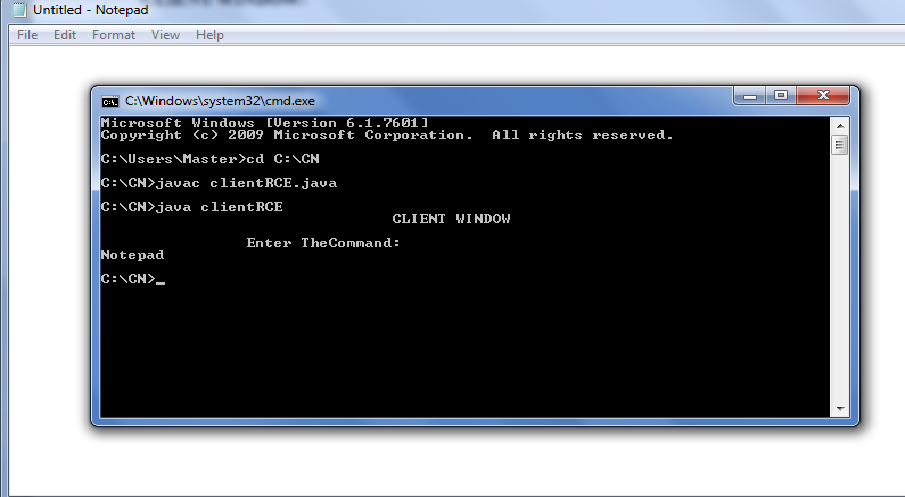 Untitled - Notepad
File Edit Format View Help
C:\Windows\system32\cmd.exe
Microsoft Windows [Version 6.1.7601]
Copyright (c) 2009 Microsoft Corporation.  All rights reserved.
C:\Users\Master>cd C:\CN
C:\CN>javac clientRCE.java
C:\CN>java clientRCE
CLIENT WINDOW
Enter TheCommand:
Notepad
C:\CN>_